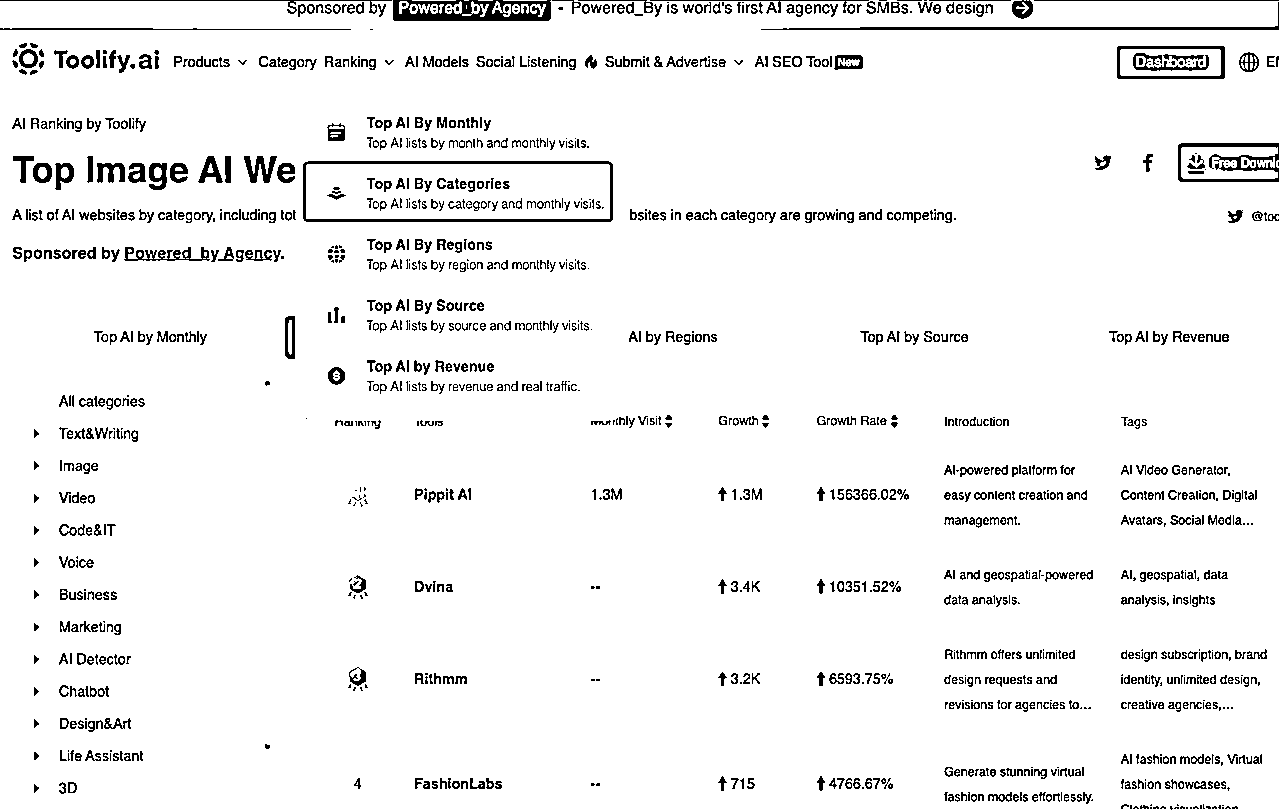 Sponsored by Powered_by Agency - Powered_By is world's first AI agency for SMBs. We design
Toolify.ai Products Category Ranking AI Models Social Listening Submit & Advertise AI SEO Tool New Dashboard
AI Ranking by Toolify
Top Image AI We
A list of AI websites by category, including tot
bsites in each category are growing and competing.
Sponsored by Powered_by Agency.
Top AI By Monthly
Top AI lists by month and monthly visits.
Top AI By Categories
Top AI lists by category and monthly visits.
Top AI By Regions
Top AI lists by region and monthly visits.
Top AI By Source
Top AI lists by source and monthly visits.
Top AI by Revenue
Top AI lists by revenue and real traffic.
Free Downlo
@too
Top AI by Monthly
AI by Regions
Top AI by Source
Top AI by Revenue
All categories
Text&Writing
Image
Video
Code&IT
Voice
Business
Marketing
AI Detector
Chatbot
Design&Art
Life Assistant
3D
Ranking Tools Monthly Visit Growth Growth Rate Introduction Tags
Pippit AI 1.3M 1.3M 156366.02%
AI-powered platform for
easy content creation and
management.
AI Video Generator,
Content Creation, Digital
Avatars, Social Media...
2 Dvina -- 3.4K 10351.52%
AI and geospatial-powered
data analysis.
AI, geospatial, data
analysis, insights
Rithmm -- 3.2K 6593.75%
Rithmm offers unlimited
design requests and
revisions for agencies to...
design subscription, brand
identity, unlimited design,
creative agencies,...
4 FashionLabs -- 715 4766.67%
Generate stunning virtual
fashion models effortlessly.
AI fashion models, Virtual
fashion showcases,
Clothing visualization